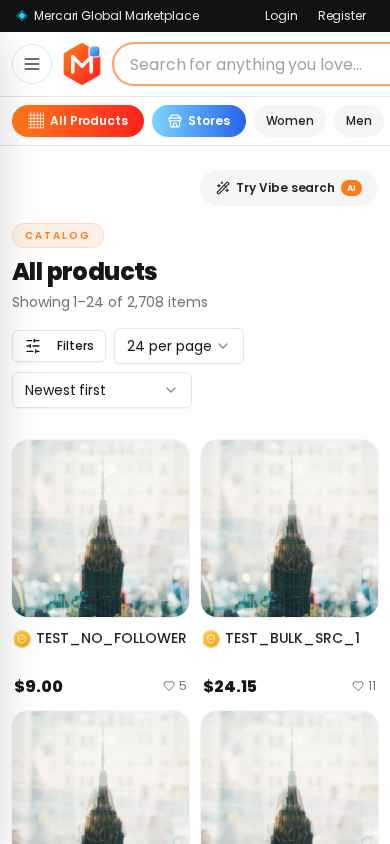 Mercari Global Marketplace Login Register
Search for anything you love...
All Products Stores Women Men
Try Vibe search AI
CATALOG
All products
Showing 1–24 of 2,708 items
Filters 24 per page
Newest first
TEST_NO_FOLLOWER TEST_BULK_SRC_1
$9.00 5 $24.15 11